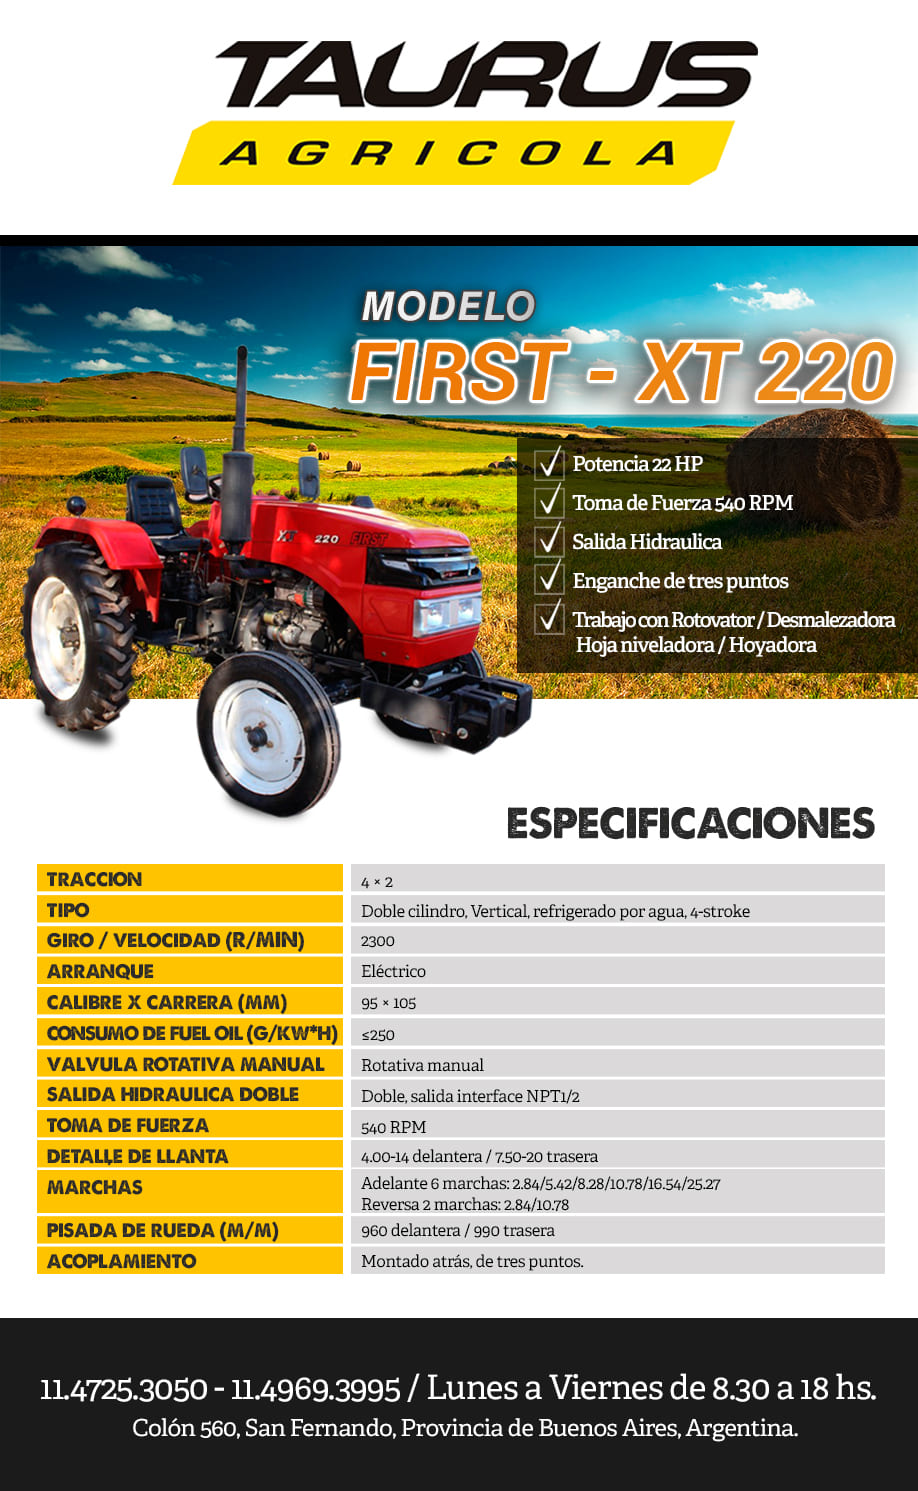 TAURUS
AGRICOLA
MODELO
FIRST - XT 220
Potencia 22 HP
Toma de Fuerza 540 RPM
Salida Hidraulica
Enganche de tres puntos
Trabajo con Rotovator / Desmalezadora
Hoja niveladora / Hoyadora
XT 220 FIRST
ESPECIFICACIONES
TRACCION 4 × 2
TIPO Doble cilindro, Vertical, refrigerado por agua, 4-stroke
GIRO / VELOCIDAD (R/MIN) 2300
ARRANQUE Eléctrico
CALIBRE X CARRERA (MM) 95 × 105
CONSUMO DE FUEL OIL (G/KW*H) ≤250
VALVULA ROTATIVA MANUAL Rotativa manual
SALIDA HIDRAULICA DOBLE Doble, salida interface NPT1/2
TOMA DE FUERZA 540 RPM
DETALLE DE LLANTA 4.00-14 delantera / 7.50-20 trasera
MARCHAS Adelante 6 marchas: 2.84/5.42/8.28/10.78/16.54/25.27
Reversa 2 marchas: 2.84/10.78
PISADA DE RUEDA (M/M) 960 delantera / 990 trasera
ACOPLAMIENTO Montado atrás, de tres puntos.
11.4725.3050 - 11.4969.3995 / Lunes a Viernes de 8.30 a 18 hs.
Colón 560, San Fernando, Provincia de Buenos Aires, Argentina.